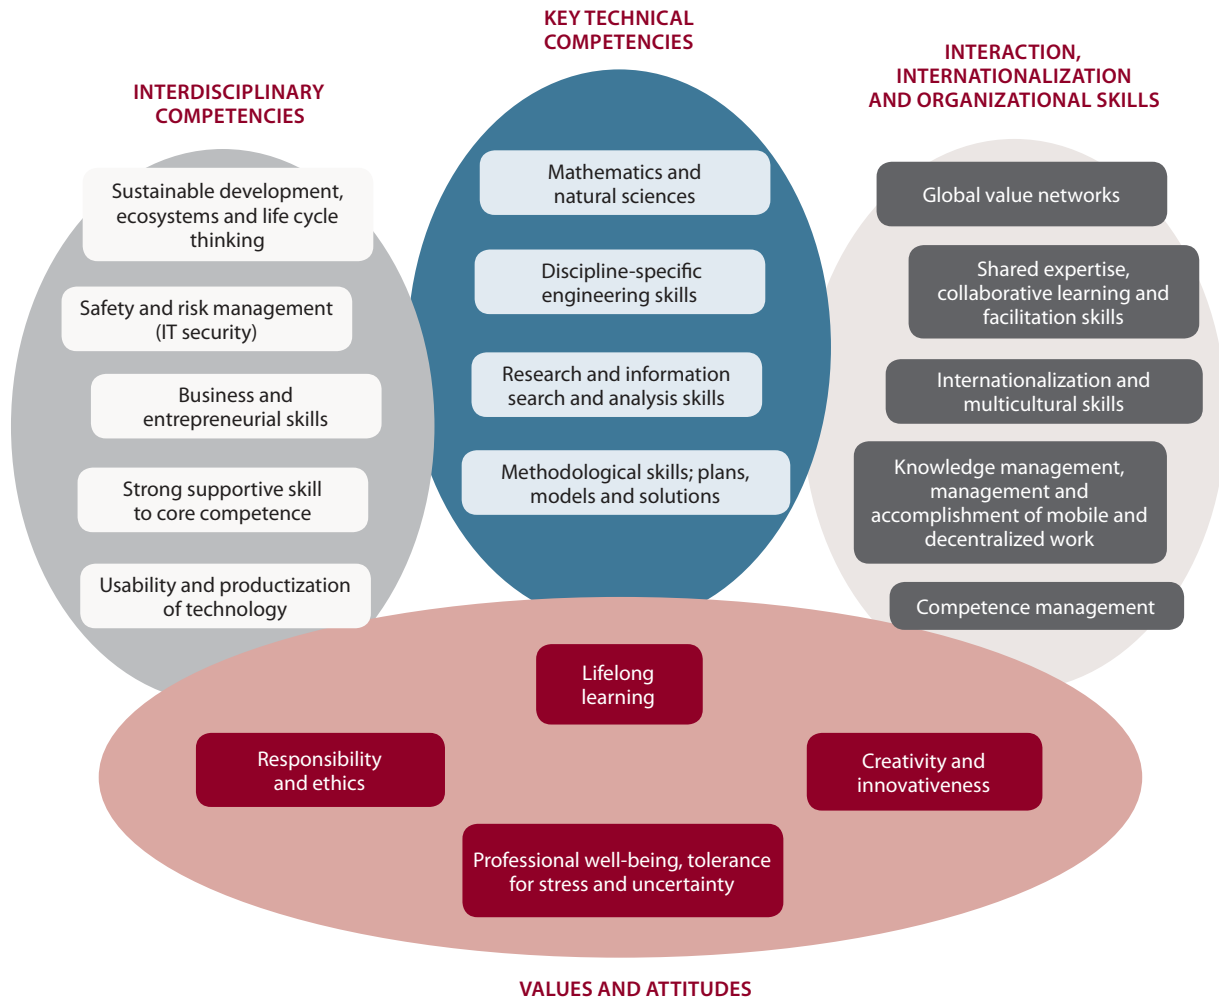 KEY TECHNICAL
COMPETENCIES
INTERDISCIPLINARY
COMPETENCIES
INTERACTION,
INTERNATIONALIZATION
AND ORGANIZATIONAL SKILLS
Sustainable development,
ecosystems and life cycle
thinking
Safety and risk management
(IT security)
Business and
entrepreneurial skills
Strong supportive skill
to core competence
Usability and productization
of technology
Mathematics and
natural sciences
Discipline-specific
engineering skills
Research and information
search and analysis skills
Methodological skills; plans,
models and solutions
Global value networks
Shared expertise,
collaborative learning and
facilitation skills
Internationalization and
multicultural skills
Knowledge management,
management and
accomplishment of mobile and
decentralized work
Competence management
Lifelong
learning
Responsibility
and ethics
Creativity and
innovativeness
Professional well-being, tolerance
for stress and uncertainty
VALUES AND ATTITUDES